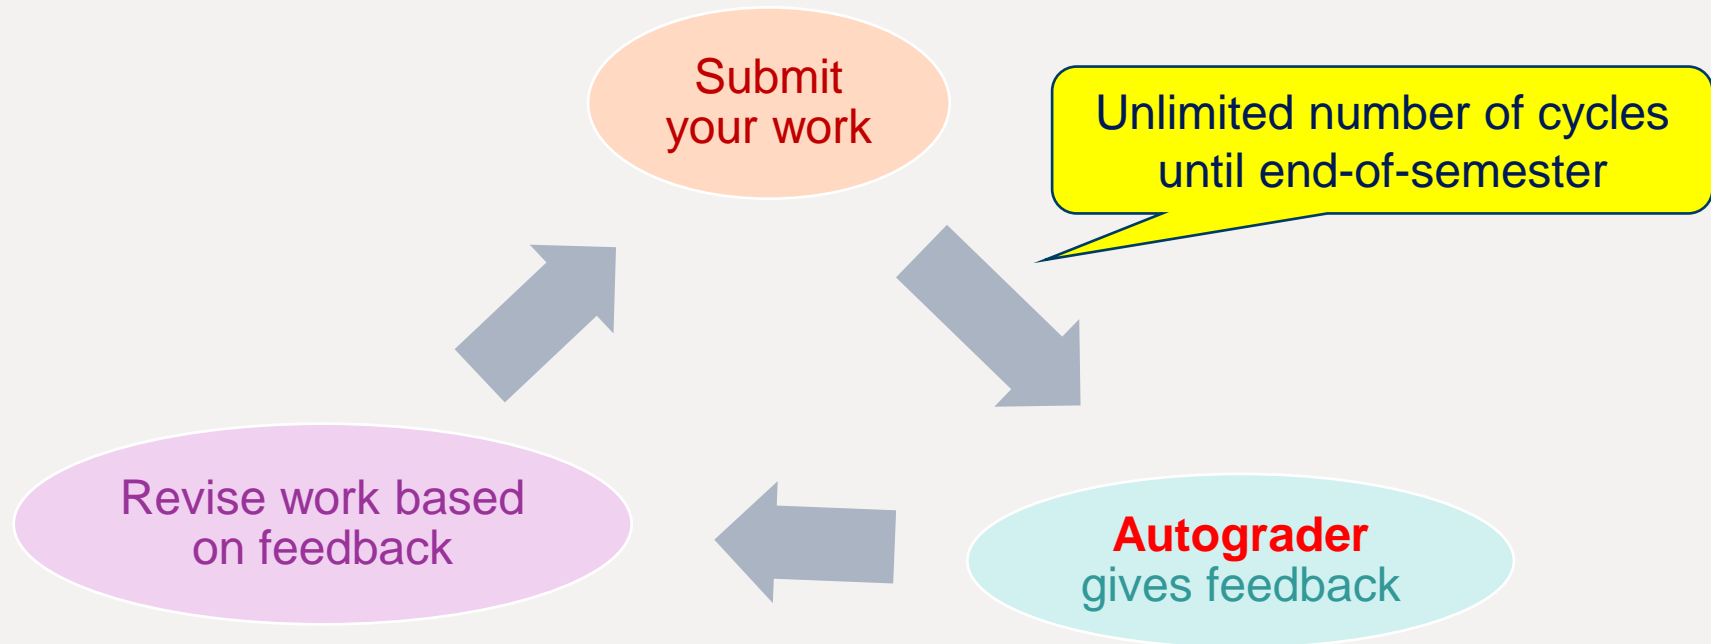 Submit
your work
Unlimited number of cycles
until end-of-semester
Autograder
gives feedback
Revise work based
on feedback